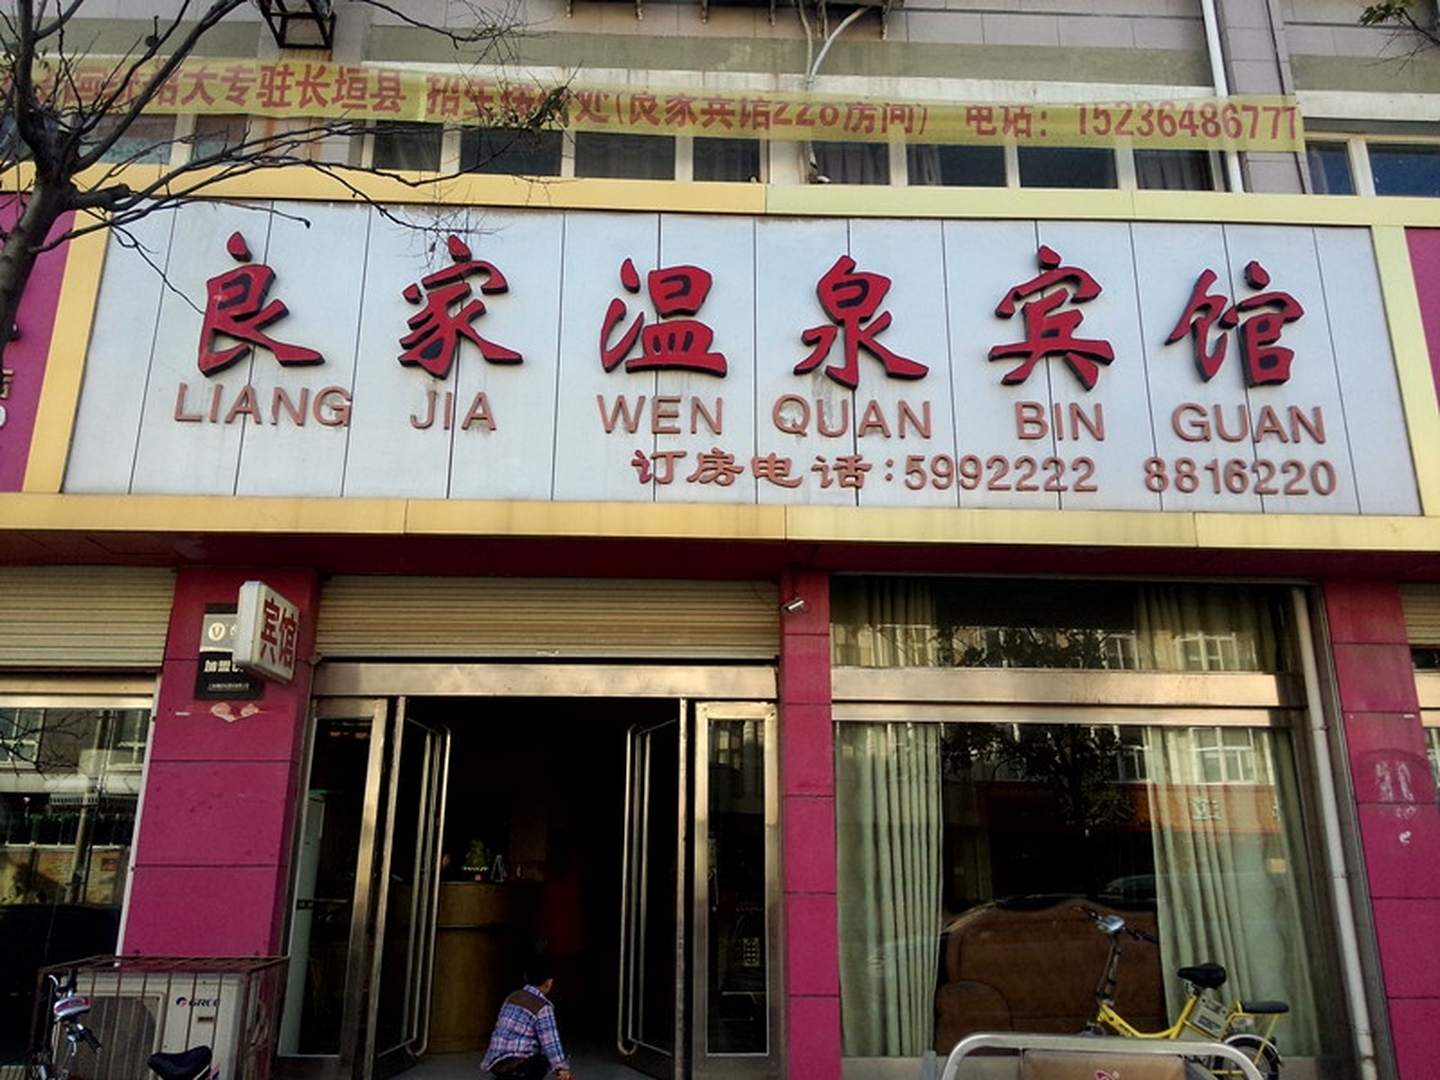 大专驻长垣县 招生 处(良家宾馆228房间) 电话: 15236486777
良家温泉宾馆
LIANG JIA WEN QUAN BIN GUAN
订房电话:5992222 8816220
宾馆
GREE